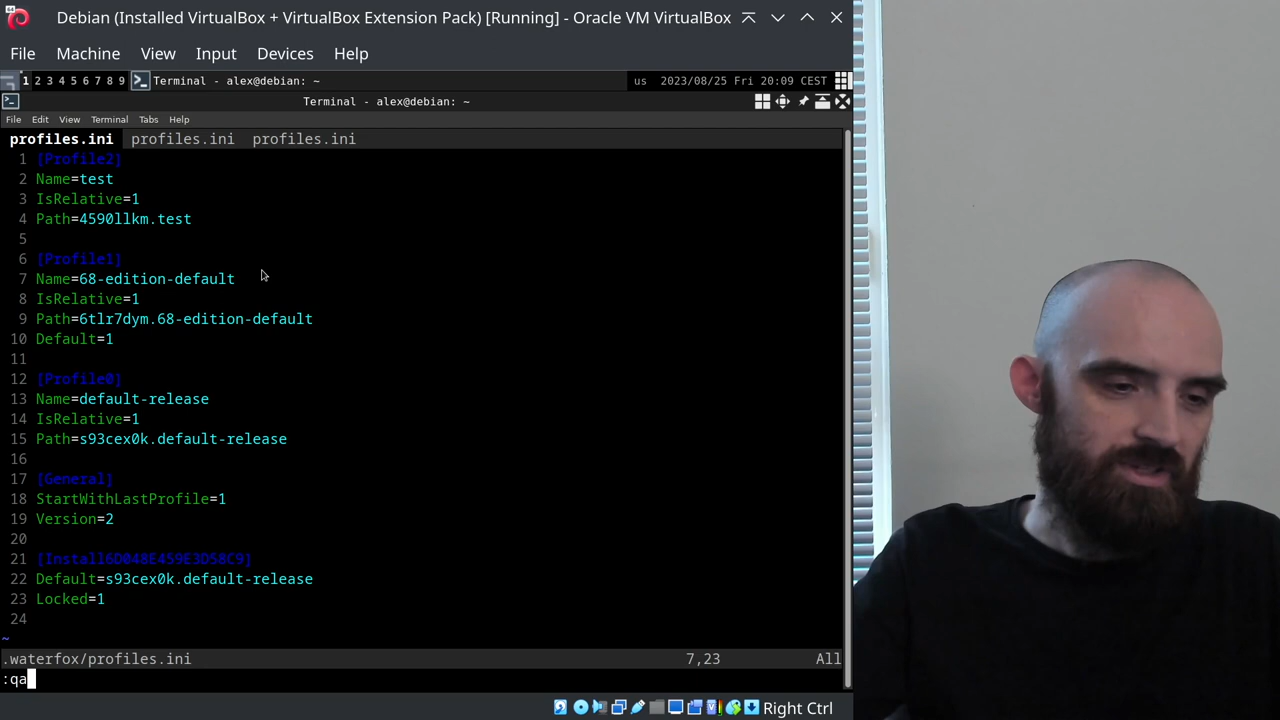 Debian (Installed VirtualBox + VirtualBox Extension Pack) [Running] - Oracle VM VirtualBox
File Machine View Input Devices Help
1 2 3 4 5 6 7 8 9 Terminal - alex@debian: ~ us 2023/08/25 Fri 20:09 CEST
Terminal - alex@debian: ~
File Edit View Terminal Tabs Help
profiles.ini profiles.ini profiles.ini
1 [Profile2]
2 Name=test
3 IsRelative=1
4 Path=4590llkm.test
5
6 [Profile1]
7 Name=68-edition-default
8 IsRelative=1
9 Path=6tlr7dym.68-edition-default
10 Default=1
11
12 [Profile0]
13 Name=default-release
14 IsRelative=1
15 Path=s93cex0k.default-release
16
17 [General]
18 StartWithLastProfile=1
19 Version=2
20
21 [Install6D048E459E3D58C9]
22 Default=s93cex0k.default-release
23 Locked=1
24
~
.waterfox/profiles.ini 7,23 All
:qa
Right Ctrl